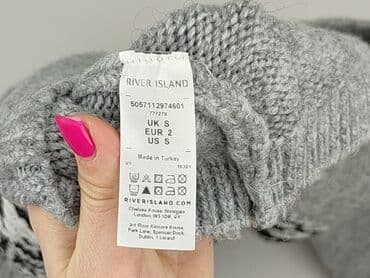 RIVER ISLAND
5057112974601
777278
UK S
EUR 2
US S
Made in Turkey
RIVERISLAND.COM
Chelsea House, Westgate
London, W5 1DR, UK
3rd Floor Kilmore House,
Park Lane, Spencer Dock
Dublin, 1 Ireland